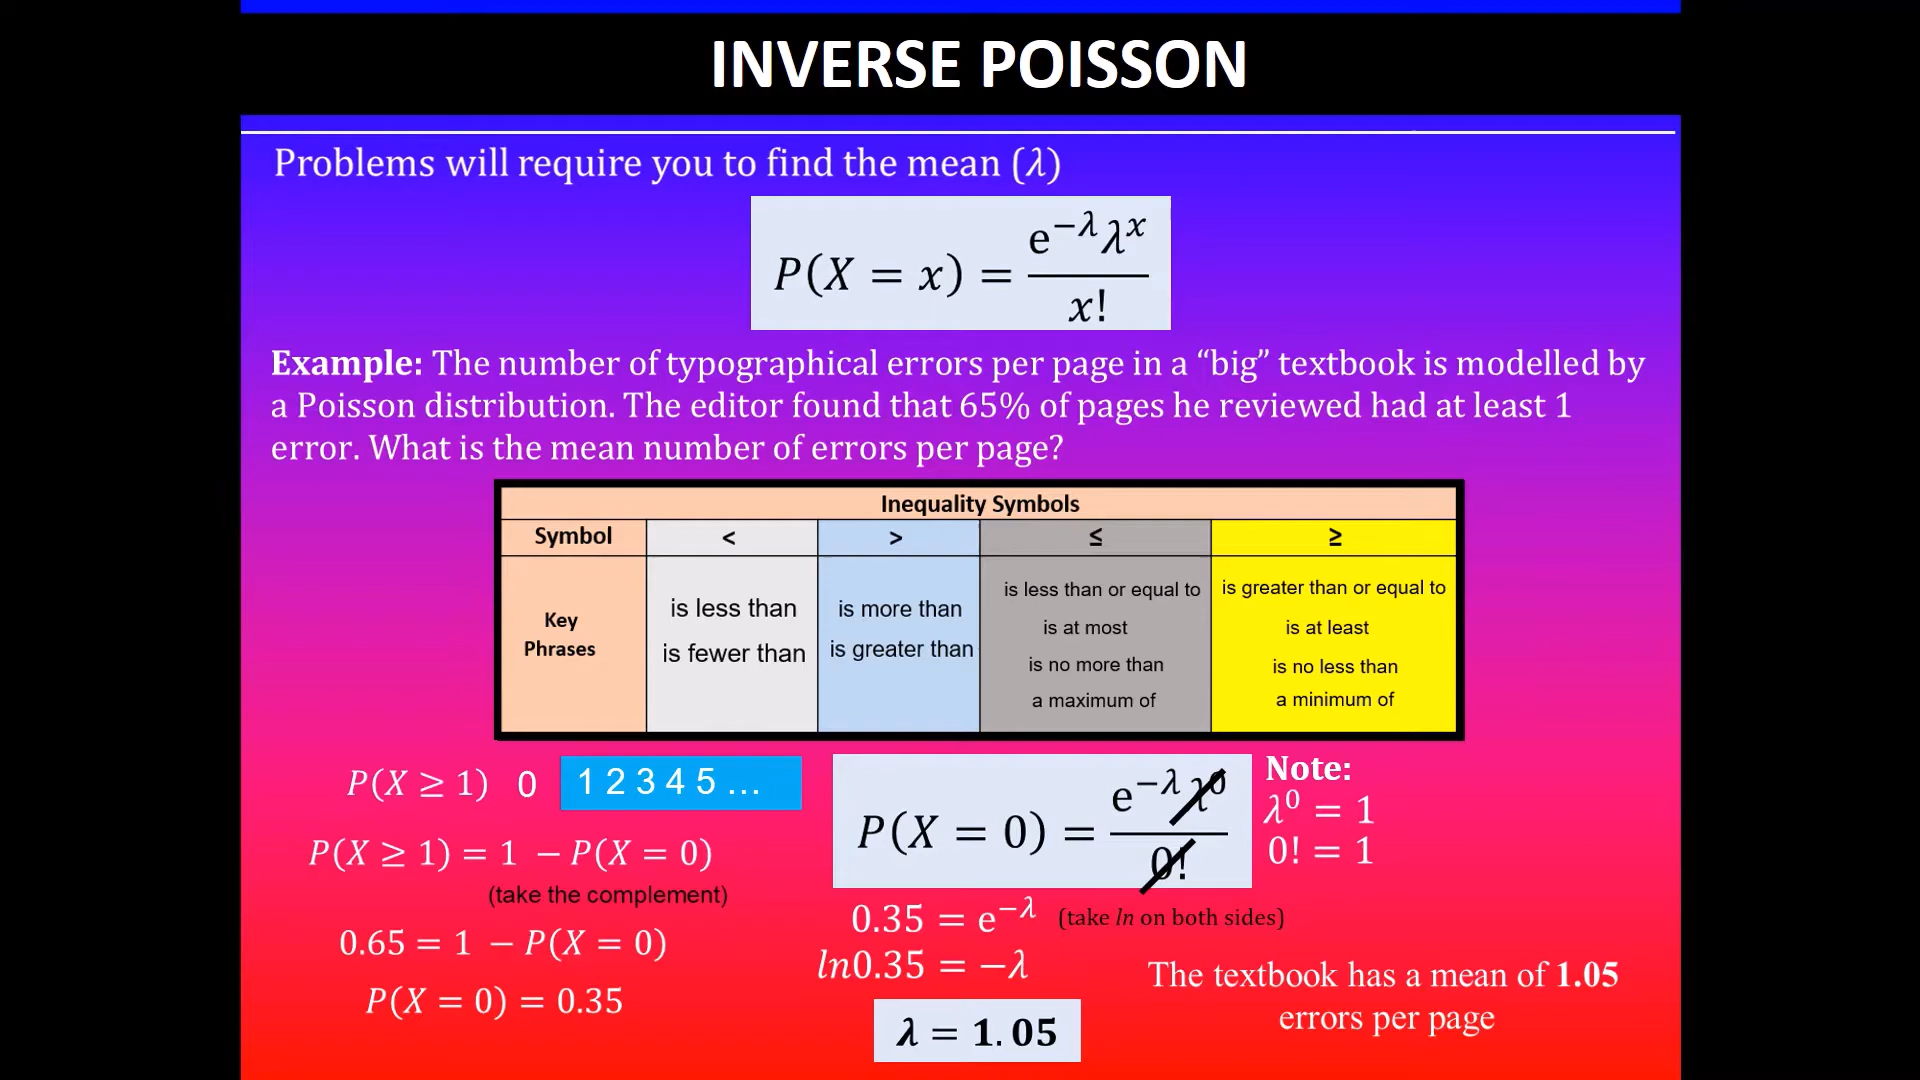 INVERSE POISSON
Problems will require you to find the mean (λ)
P(X = x) = e^−λ λ^x / x!
Example: The number of typographical errors per page in a “big” textbook is modelled by
a Poisson distribution. The editor found that 65% of pages he reviewed had at least 1
error. What is the mean number of errors per page?
Inequality Symbols
Symbol < > ≤ ≥
Key Phrases
is less than
is fewer than
is more than
is greater than
is less than or equal to
is at most
is no more than
a maximum of
is greater than or equal to
is at least
is no less than
a minimum of
P(X ≥ 1) 0 1 2 3 4 5 ...
P(X ≥ 1) = 1 − P(X = 0)
(take the complement)
0.65 = 1 − P(X = 0)
P(X = 0) = 0.35
P(X = 0) = e^−λ λ^0 / 0!
Note:
λ^0 = 1
0! = 1
0.35 = e^−λ (take ln on both sides)
ln0.35 = −λ
λ = 1.05
The textbook has a mean of 1.05
errors per page